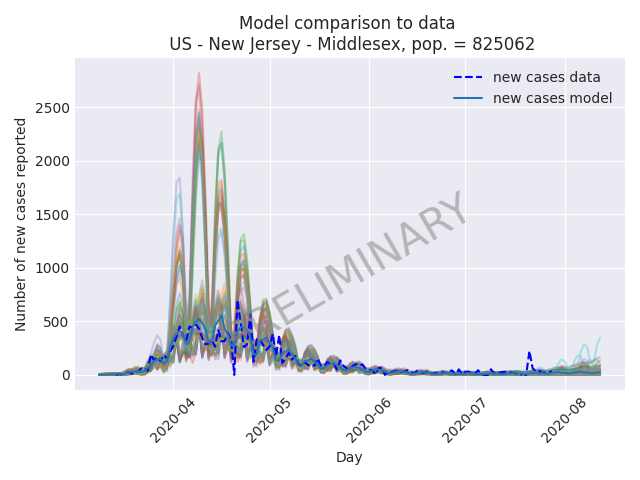 Model comparison to data
US - New Jersey - Middlesex, pop. = 825062
new cases data
new cases model
PRELIMINARY
Number of new cases reported
2500
2000
1500
1000
500
0
2020-04
2020-05
2020-06
2020-07
2020-08
Day